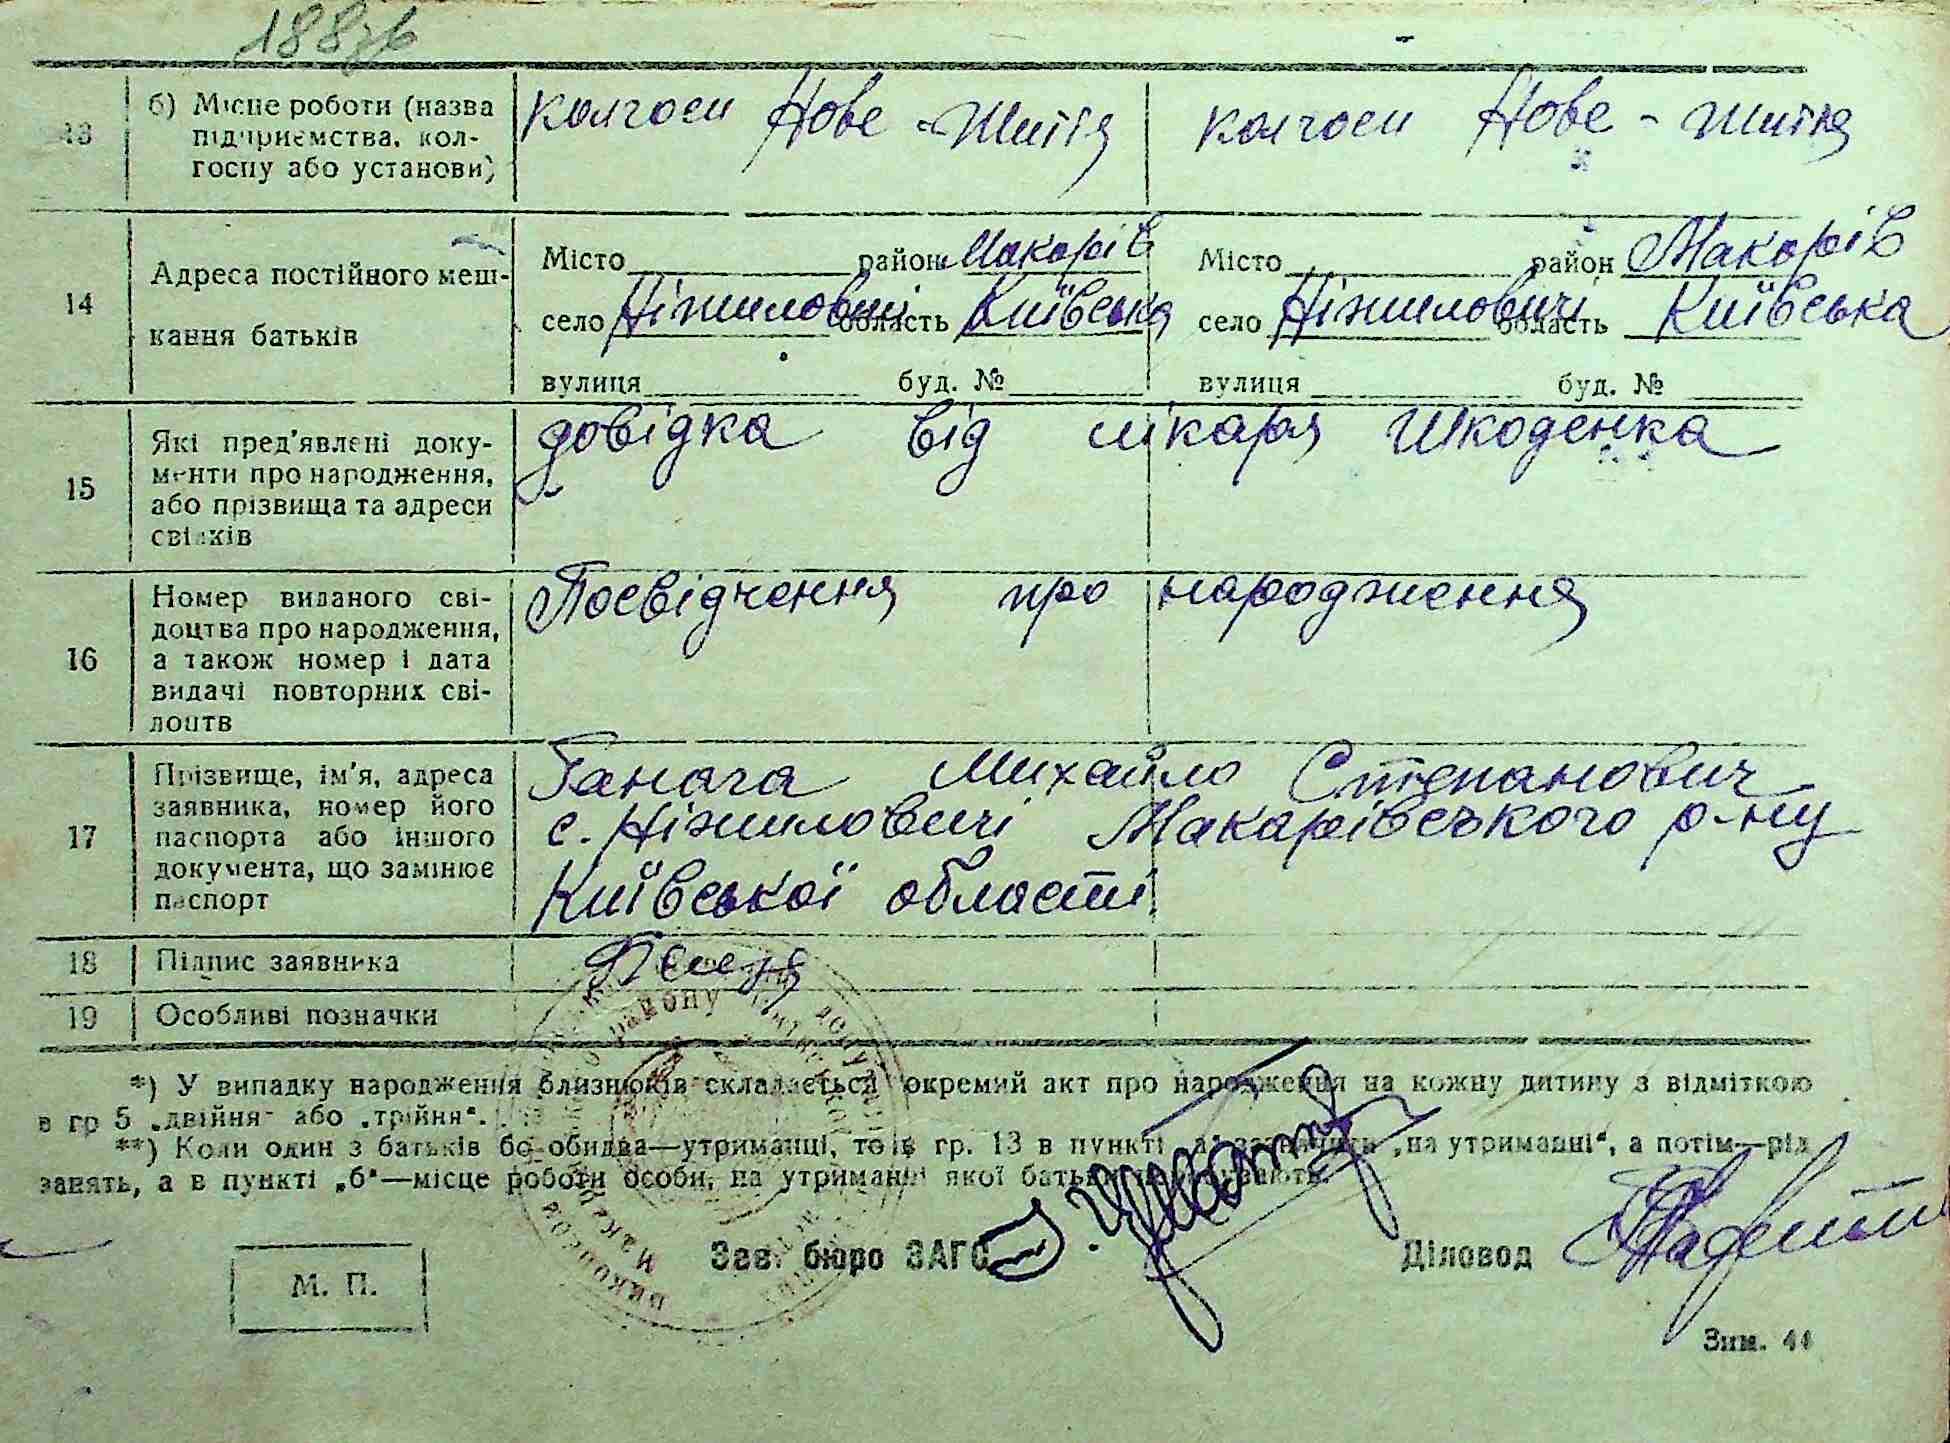 188зв
13 б) Місце роботи (назва підприємства, колгоспу або установи) колгосп Нове - Життя колгосп Нове - Життя
14 Адреса постійного мешкання батьків
Місто район Макарів Місто район Макарів
село Ніжиловичі область Київська село Ніжиловичі область Київська
вулиця буд. № вулиця буд. №
15 Які пред'явлені документи про народження, або прізвища та адреси свідків довідка від лікаря Шкоденка
16 Номер виданого свідоцтва про народження, а також номер і дата видачі повторних свідоцтв Посвідчення про народження
17 Прізвище, ім'я, адреса заявника, номер його паспорта або іншого документа, що замінює паспорт
Ганага Михайло Степанович
с. Ніжиловичі Макарівського р-ну
Київської області.
18 Підпис заявника
19 Особливі позначки
*) У випадку народження близнюків складається окремий акт про народження на кожну дитину з відміткою
в гр 5 „двійня" або „трійня".
**) Коли один з батьків бо обидва—утриманці, то в гр. 13 в пункті „на утриманні", а потім—рід
занять, а в пункті „б"—місце роботи особи, на утриманні якої батьки
Зав. бюро ЗАГС Діловод
М. П.
Зим. 44